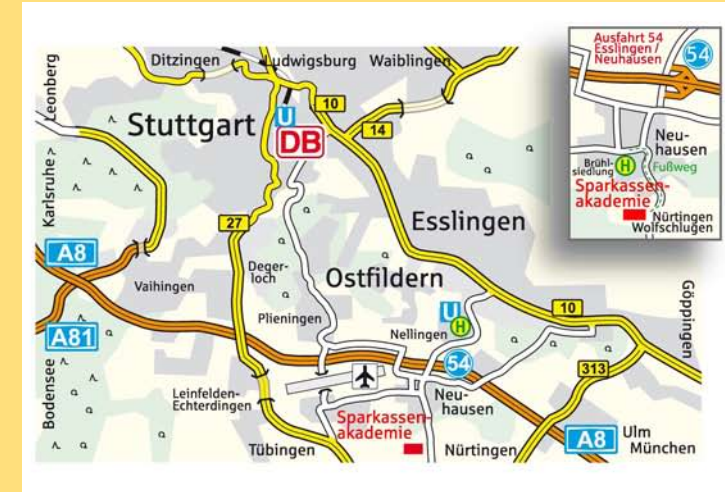 Ditzingen
Ludwigsburg
Waiblingen
Leonberg
Karlsruhe
Stuttgart
U
DB
10
14
Esslingen
27
A8
Vaihingen
Deger-
loch
Ostfildern
Plieningen
U
H
Nellingen
10
Göppingen
A81
54
313
Bodensee
Leinfelden-
Echterdingen
Neu-
hausen
Sparkassen-
akademie
A8
Ulm
München
Tübingen
Nürtingen
Ausfahrt 54
Esslingen /
Neuhausen
54
Neu-
hausen
Brühl-
siedlung
H
Fußweg
Sparkassen-
akademie
Nürtingen
Wolfschlugen